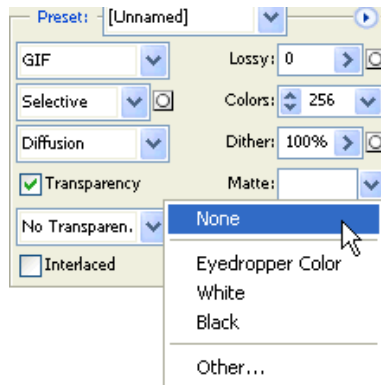 Preset: [Unnamed]
GIF Lossy: 0
Selective Colors: 256
Diffusion Dither: 100%
Transparency Matte:
No Transparen.
None
Interlaced
Eyedropper Color
White
Black
Other...